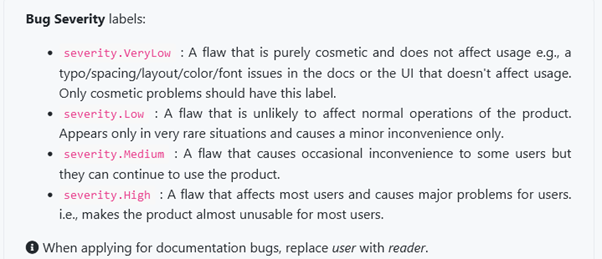 Bug Severity labels:
• severity.VeryLow : A flaw that is purely cosmetic and does not affect usage e.g., a
typo/spacing/layout/color/font issues in the docs or the UI that doesn't affect usage.
Only cosmetic problems should have this label.
• severity.Low : A flaw that is unlikely to affect normal operations of the product.
Appears only in very rare situations and causes a minor inconvenience only.
• severity.Medium : A flaw that causes occasional inconvenience to some users but
they can continue to use the product.
• severity.High : A flaw that affects most users and causes major problems for users.
i.e., makes the product almost unusable for most users.
When applying for documentation bugs, replace user with reader.